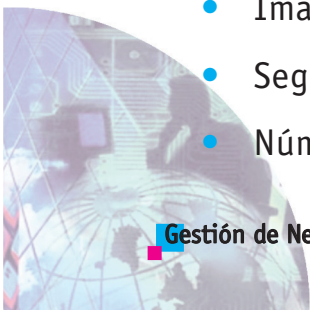 • Ima
• Seg
• Núm
Gestión de Ne